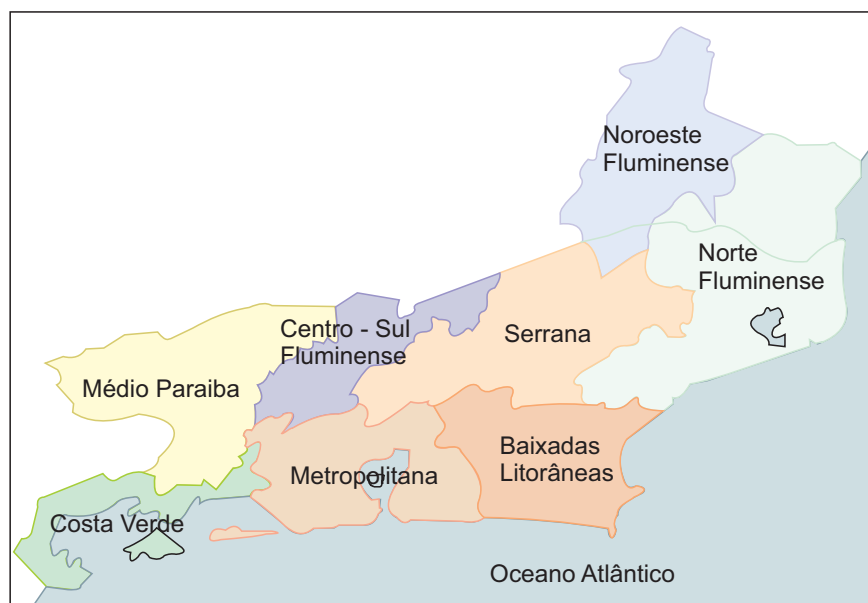 Noroeste
Fluminense
Norte
Fluminense
Centro - Sul
Fluminense
Serrana
Médio Paraiba
Baixadas
Litorâneas
Metropolitana
Costa Verde
Oceano Atlântico